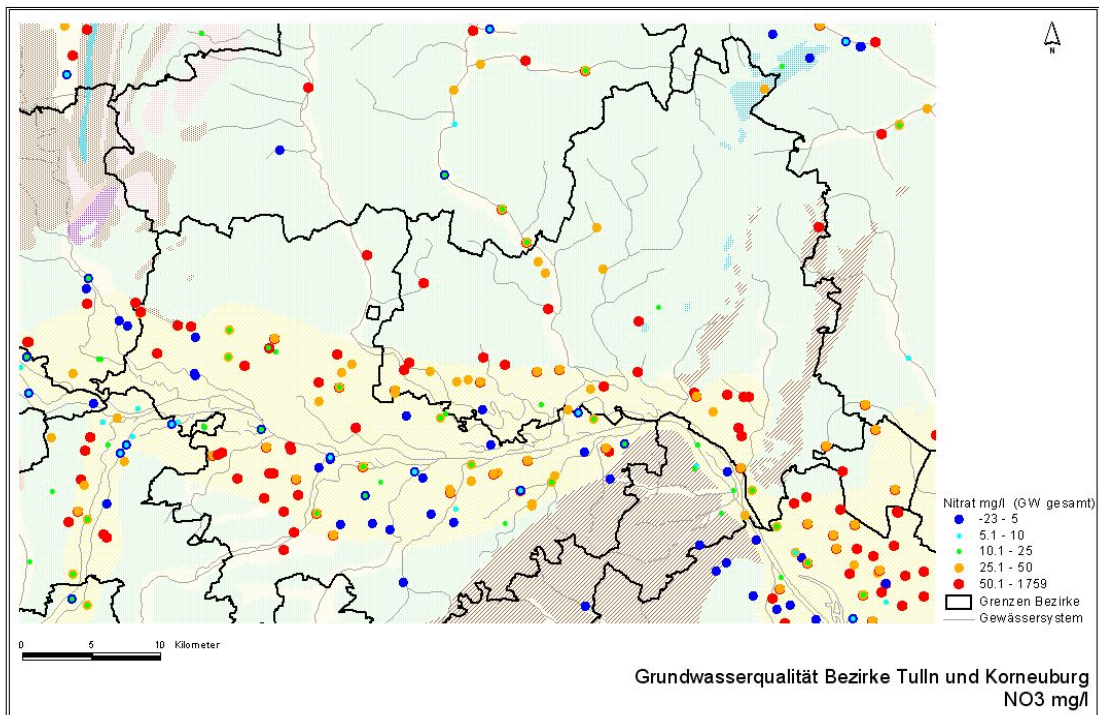 N
Nitrat mg/l (GW gesamt)
-23 - 5
5.1 - 10
10.1 - 25
25.1 - 50
50.1 - 1759
Grenzen Bezirke
Gewässersystem
0 5 10 Kilometer
Grundwasserqualität Bezirke Tulln und Korneuburg
NO3 mg/l